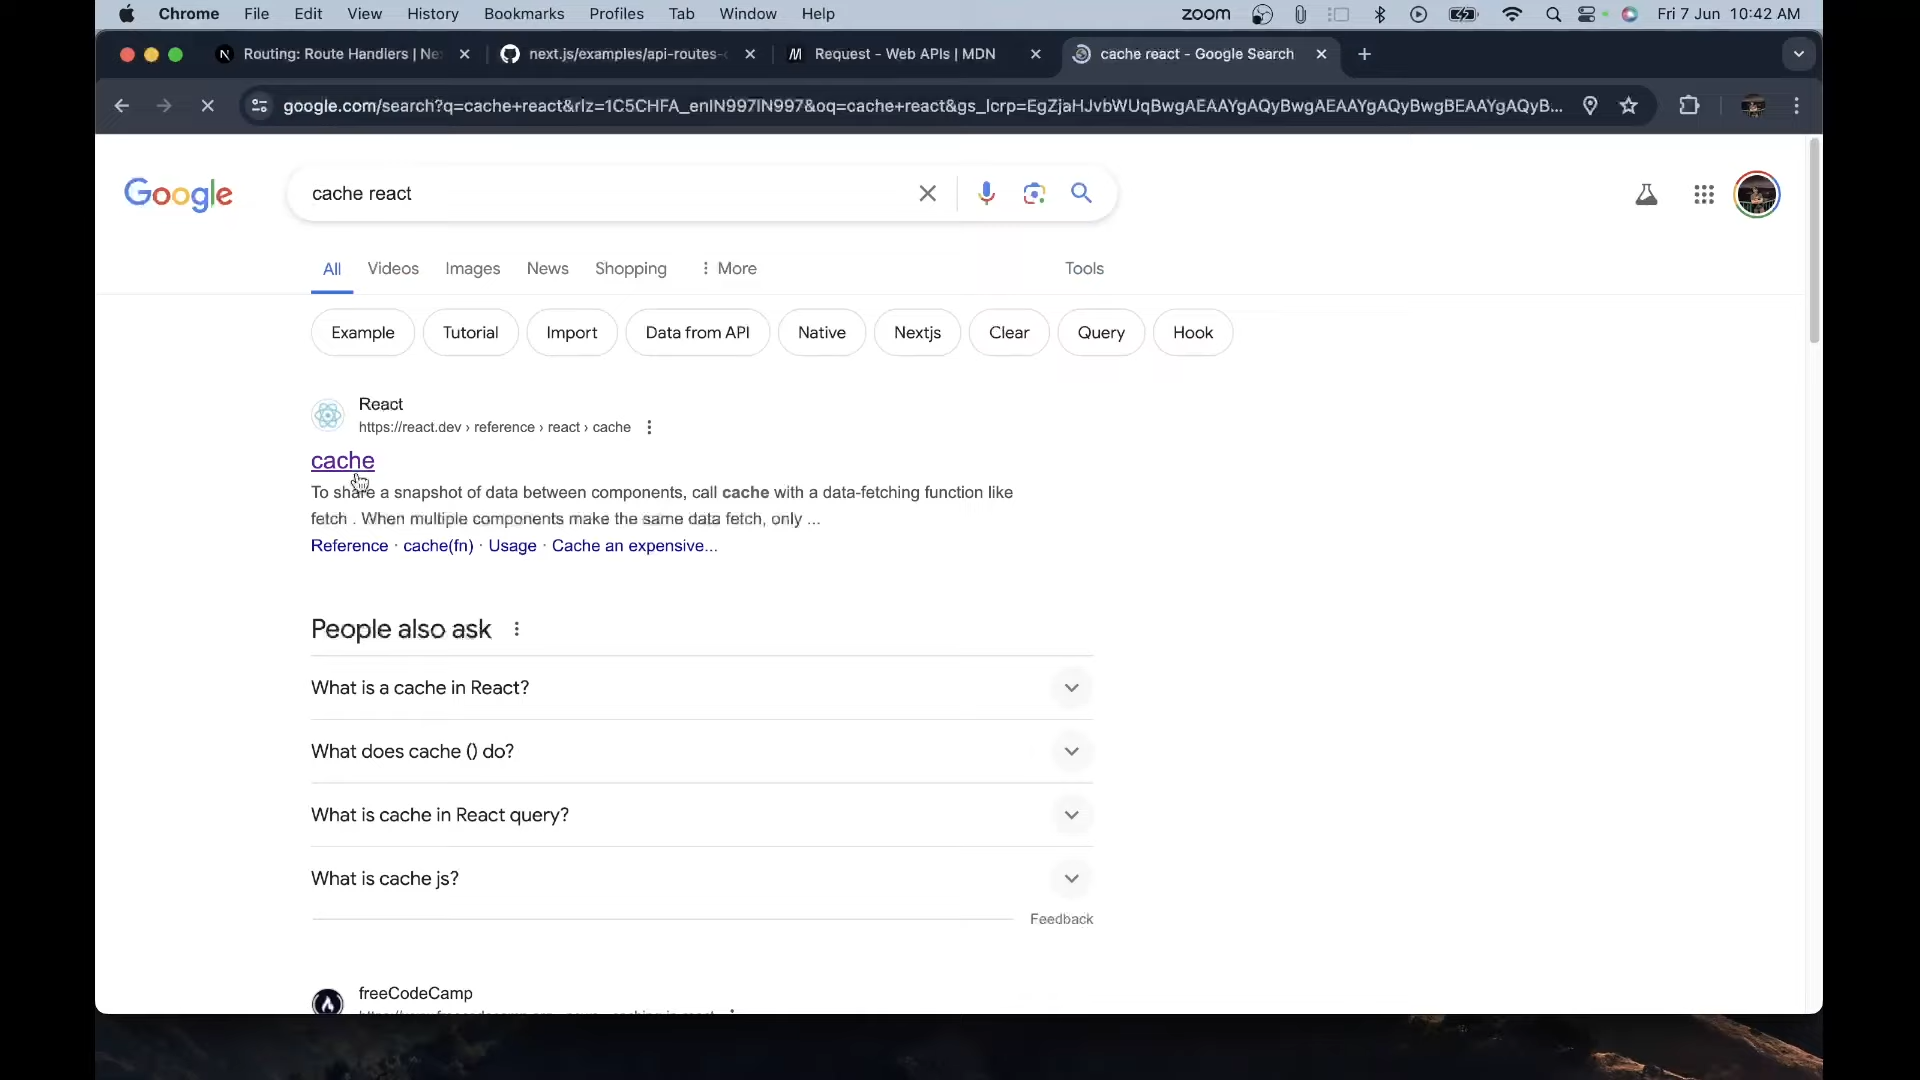 Chrome File Edit View History Bookmarks Profiles Tab Window Help zoom Fri 7 Jun 10:42 AM
Routing: Route Handlers | Ne next.js/examples/api-routes- Request - Web APIs | MDN cache react - Google Search
google.com/search?q=cache+react&rlz=1C5CHFA_enIN997IN997&oq=cache+react&gs_lcrp=EgZjaHJvbWUqBwgAEAAYgAQyBwgAEAAYgAQyBwgBEAAYgAQyB...
Google cache react
All Videos Images News Shopping More Tools
Example Tutorial Import Data from API Native Nextjs Clear Query Hook
React
https://react.dev › reference › react › cache
cache
To share a snapshot of data between components, call cache with a data-fetching function like
fetch . When multiple components make the same data fetch, only ...
Reference · cache(fn) · Usage · Cache an expensive...
People also ask
What is a cache in React?
What does cache () do?
What is cache in React query?
What is cache js?
Feedback
freeCodeCamp